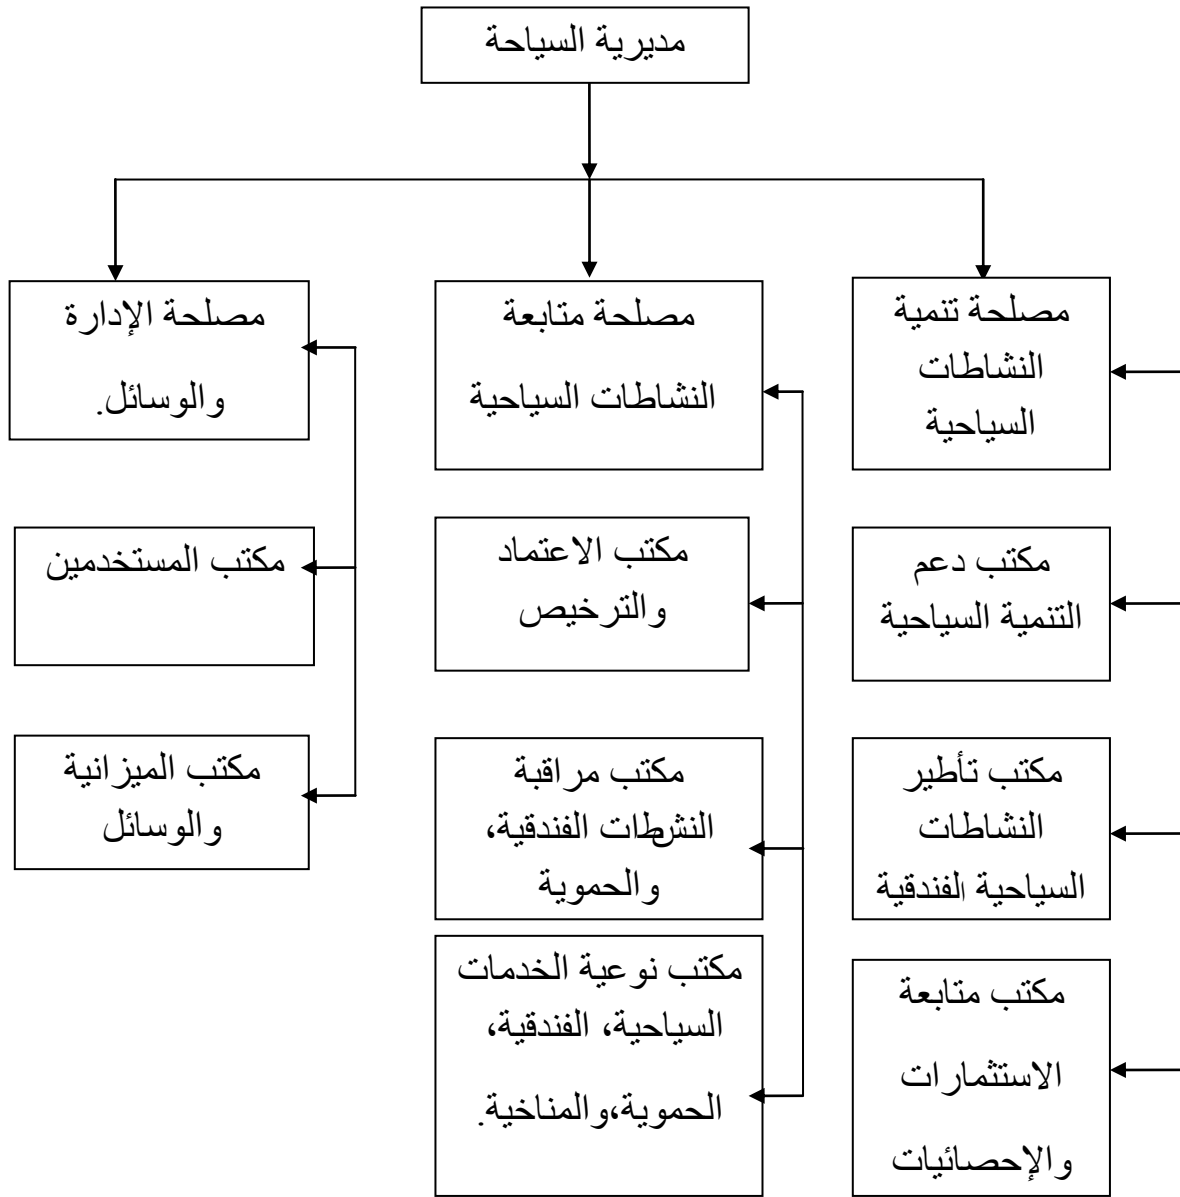 مديرية السياحة
مصلحة تنمية
النشاطات
السياحية
مصلحة متابعة
النشاطات السياحية
مصلحة الإدارة
والوسائل.
مكتب دعم
التنمية السياحية
مكتب الاعتماد
والترخيص
مكتب المستخدمين
مكتب تأطير
النشاطات
السياحية الفندقية
مكتب مراقبة
النشطات الفندقية،
والحموية
مكتب الميزانية
والوسائل
مكتب متابعة
الاستثمارات
والإحصائيات
مكتب نوعية الخدمات
السياحية، الفندقية،
الحموية،والمناخية.